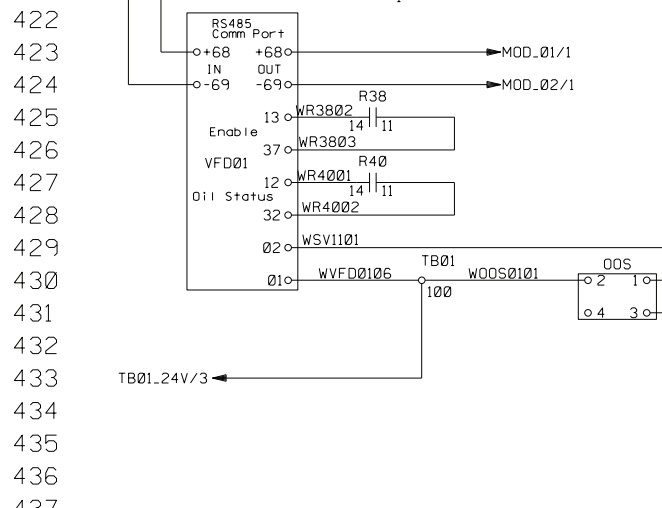 422
RS485
Comm Port
423
+68
+68
MOD_01/1
IN
OUT
424
-69
-69
MOD_02/1
R38
425
13
WR3802
14
11
Enable
426
37
WR3803
VFD01
R40
427
12
WR4001
14
11
Oil Status
428
32
WR4002
429
02
WSV1101
TB01
OOS
430
01
WVFD0106
WOOS0101
2
1
100
431
4
3
432
433
TB01_24V/3
434
435
436
437